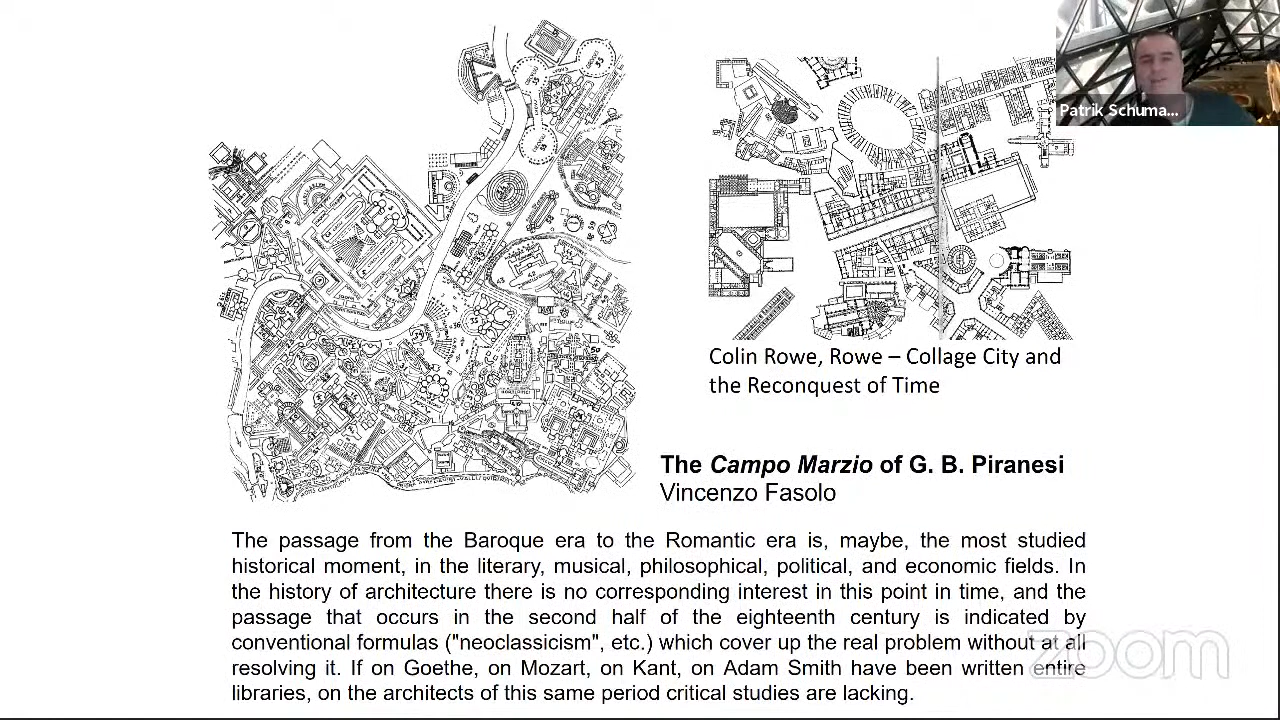 Patrik Schuma...
Colin Rowe, Rowe – Collage City and
the Reconquest of Time
The Campo Marzio of G. B. Piranesi
Vincenzo Fasolo
The passage from the Baroque era to the Romantic era is, maybe, the most studied
historical moment, in the literary, musical, philosophical, political, and economic fields. In
the history of architecture there is no corresponding interest in this point in time, and the
passage that occurs in the second half of the eighteenth century is indicated by
conventional formulas ("neoclassicism", etc.) which cover up the real problem without at all
resolving it. If on Goethe, on Mozart, on Kant, on Adam Smith have been written entire
libraries, on the architects of this same period critical studies are lacking.
zoom